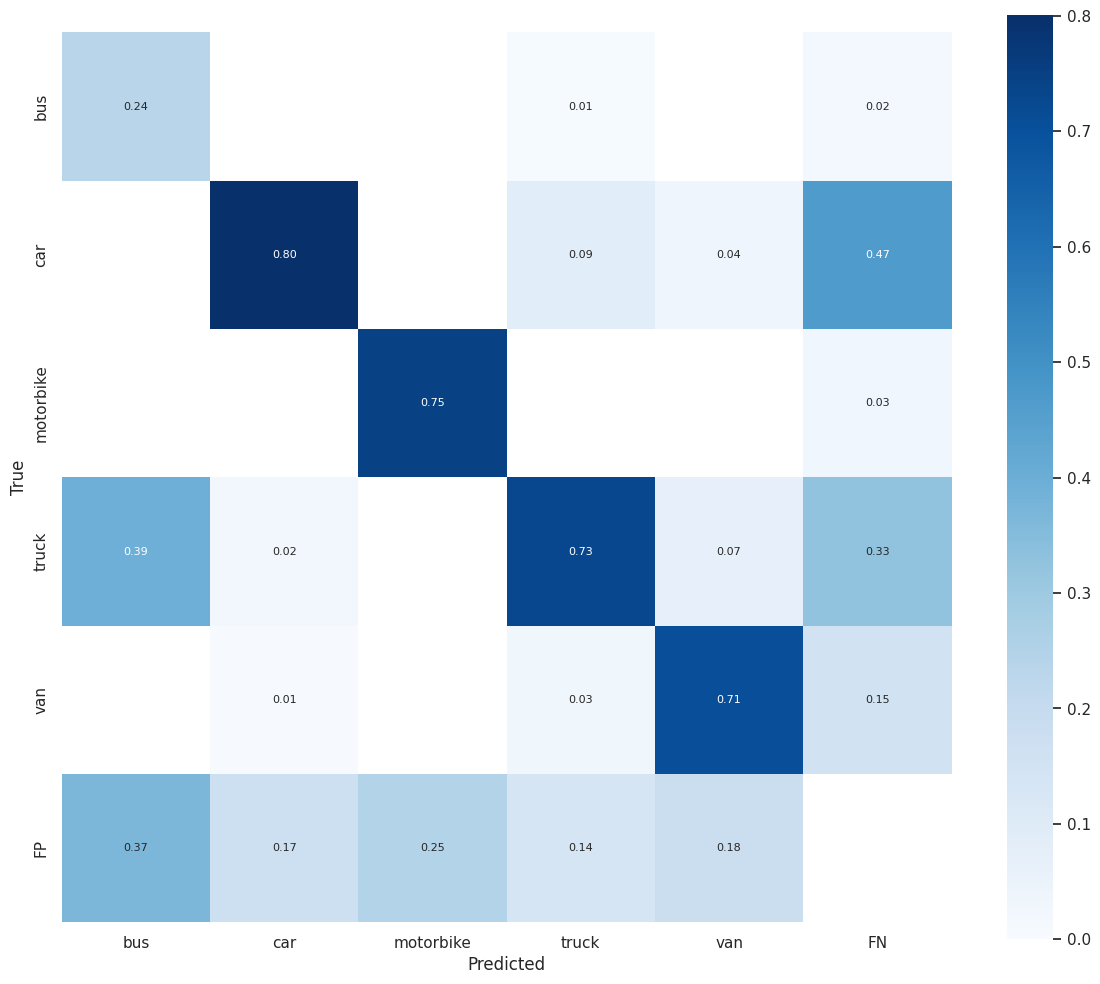 0.8
bus 0.24 0.01 0.02
0.7
car 0.80 0.09 0.04 0.47
0.6
0.5
motorbike 0.75 0.03
0.4
True
truck 0.39 0.02 0.73 0.07 0.33
0.3
van 0.01 0.03 0.71 0.15
0.2
FP 0.37 0.17 0.25 0.14 0.18
0.1
0.0
bus car motorbike truck van FN
Predicted